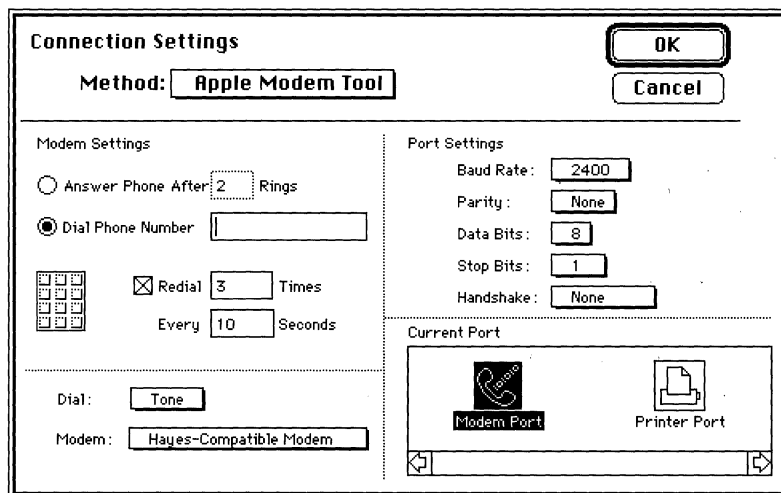 Connection Settings
OK
Method: Apple Modem Tool
Cancel
Modem Settings
Answer Phone After 2 Rings
Dial Phone Number
Redial 3 Times
Every 10 Seconds
Dial: Tone
Modem: Hayes-Compatible Modem
Port Settings
Baud Rate: 2400
Parity: None
Data Bits: 8
Stop Bits: 1
Handshake: None
Current Port
Modem Port
Printer Port